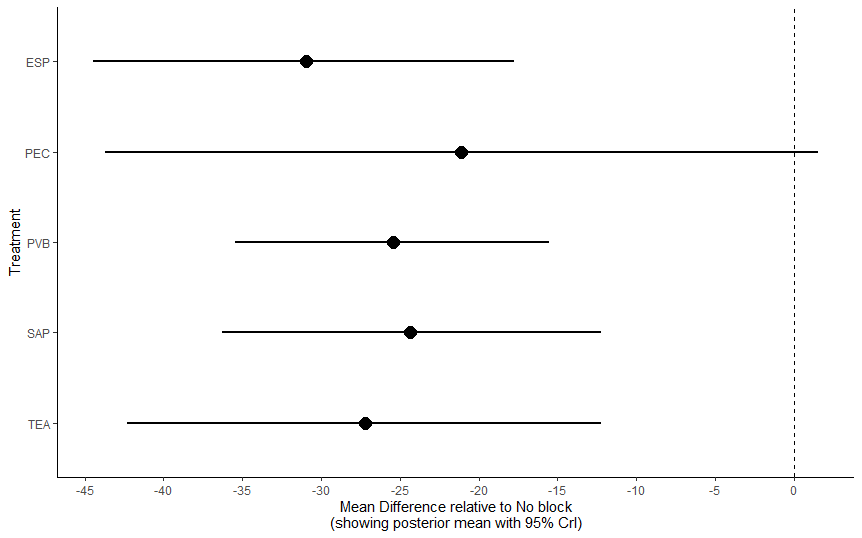 ESP
PEC
PVB
SAP
TEA
Treatment
-45 -40 -35 -30 -25 -20 -15 -10 -5 0
Mean Difference relative to No block
(showing posterior mean with 95% CrI)